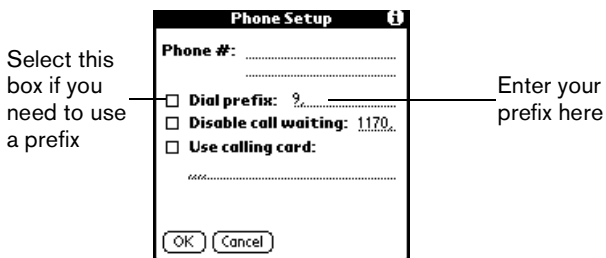 Phone Setup i
Phone #:
Select this
box if you
need to use
a prefix
Dial prefix: 9,
Enter your
prefix here
Disable call waiting: 1170,
Use calling card:
,,,,
OK Cancel